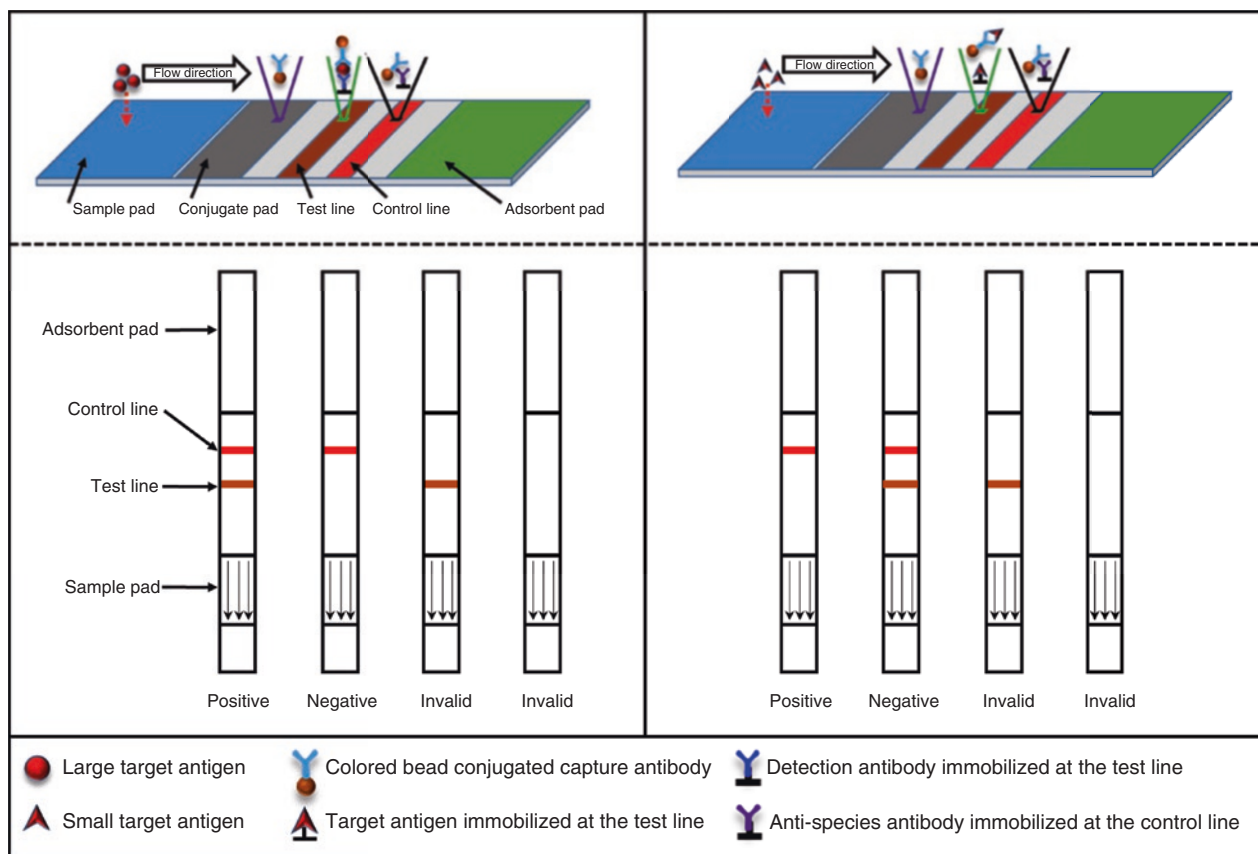 Flow direction
Sample pad
Conjugate pad
Test line
Control line
Adsorbent pad
Flow direction
Adsorbent pad
Control line
Test line
Sample pad
Positive
Negative
Invalid
Invalid
Positive
Negative
Invalid
Invalid
Large target antigen
Colored bead conjugated capture antibody
Detection antibody immobilized at the test line
Small target antigen
Target antigen immobilized at the test line
Anti-species antibody immobilized at the control line